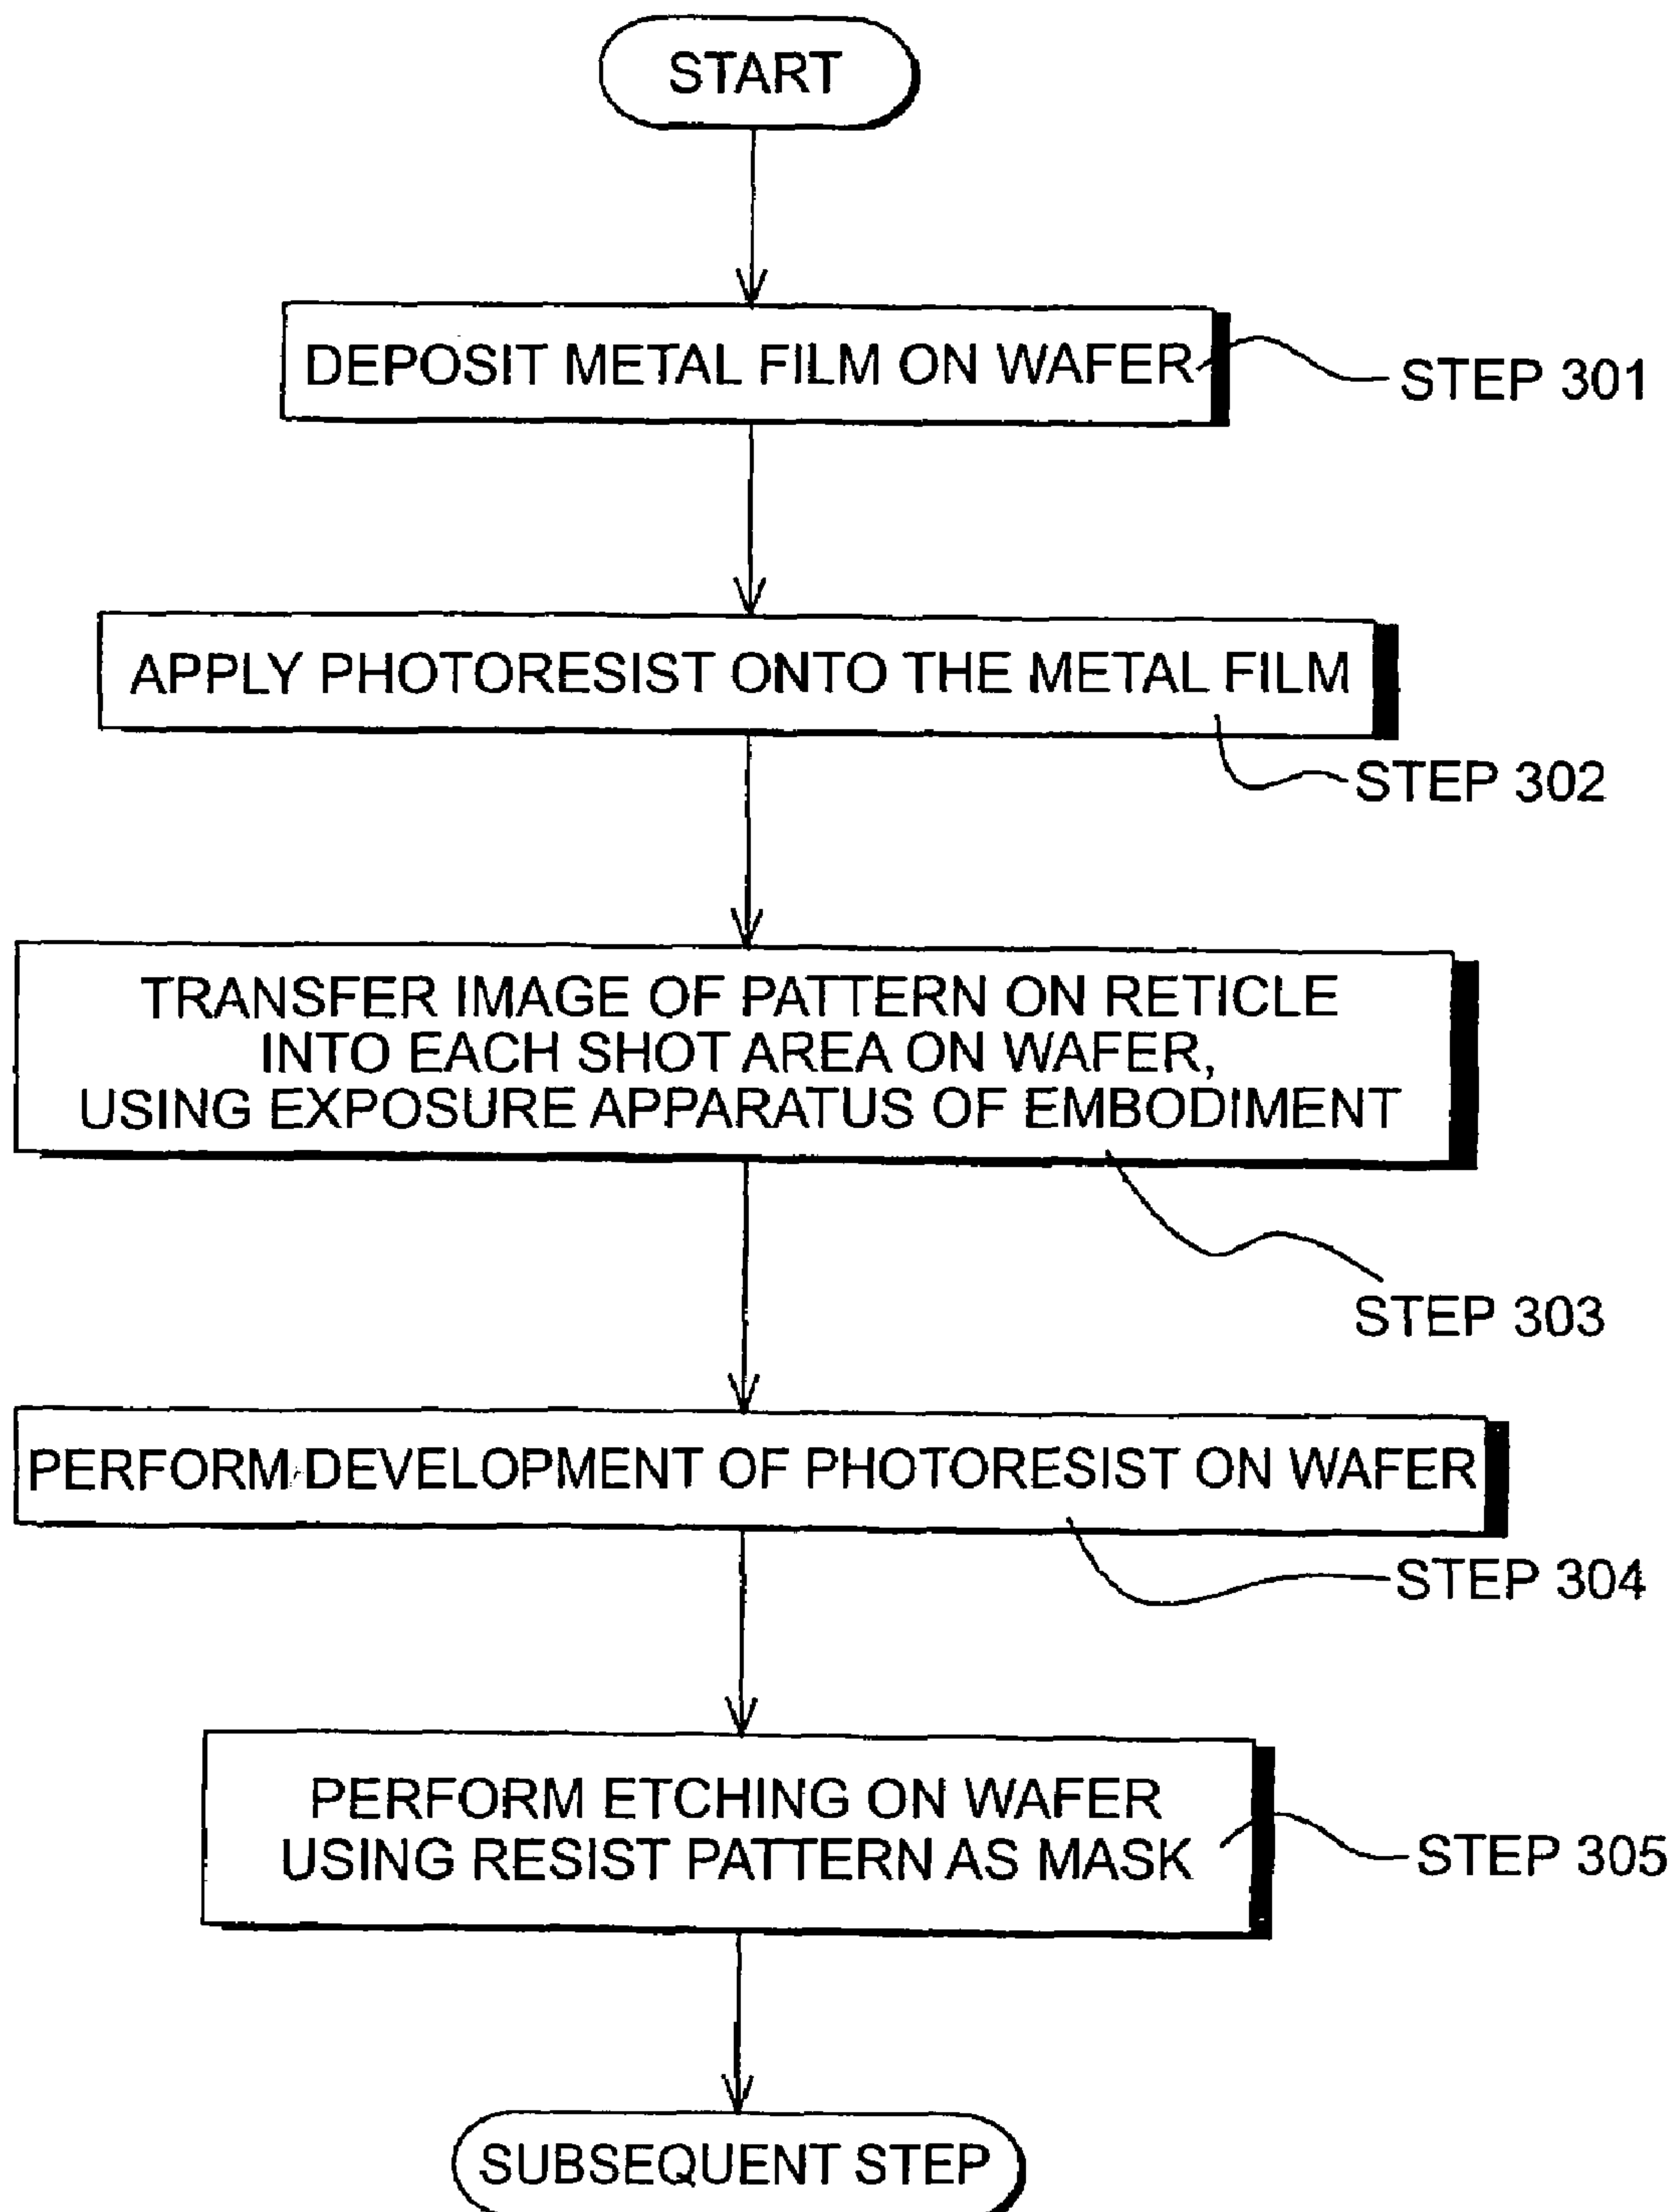 START
DEPOSIT METAL FILM ON WAFER
STEP 301
APPLY PHOTORESIST ONTO THE METAL FILM
STEP 302
TRANSFER IMAGE OF PATTERN ON RETICLE
INTO EACH SHOT AREA ON WAFER,
USING EXPOSURE APPARATUS OF EMBODIMENT
STEP 303
PERFORM DEVELOPMENT OF PHOTORESIST ON WAFER
STEP 304
PERFORM ETCHING ON WAFER
USING RESIST PATTERN AS MASK
STEP 305
SUBSEQUENT STEP